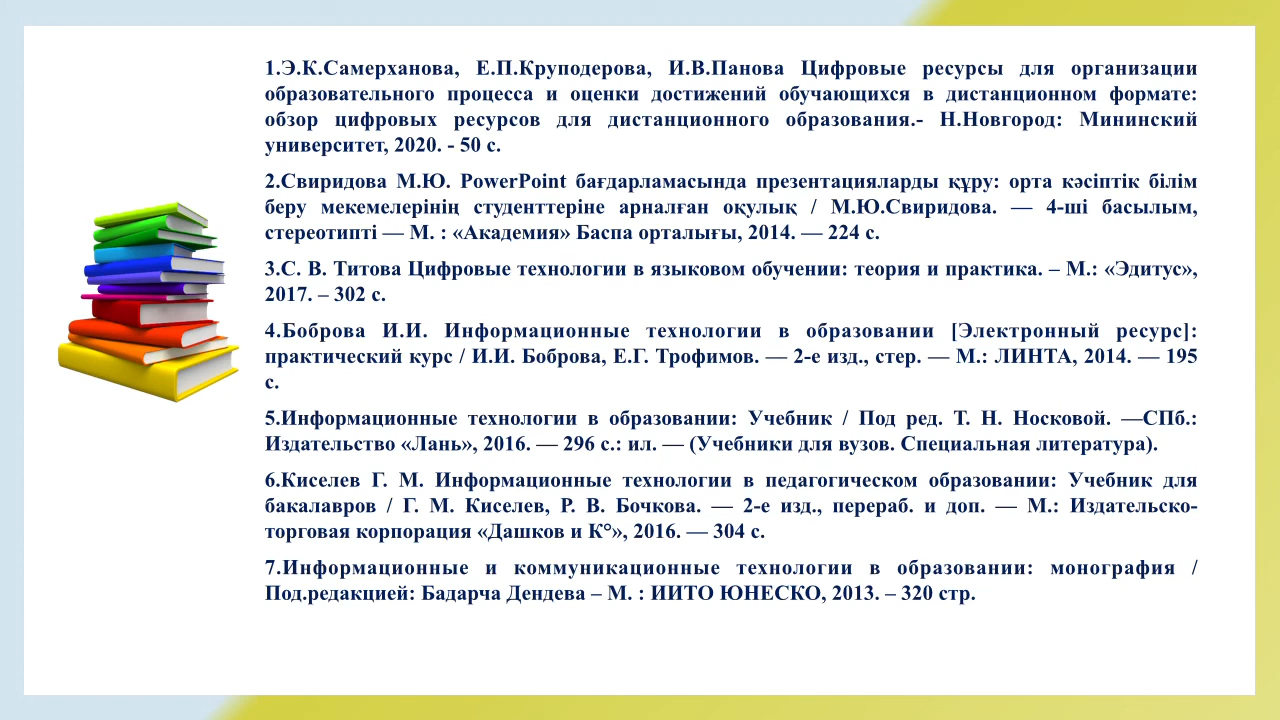 1.Э.К.Самерханова, Е.П.Круподерова, И.В.Панова Цифровые ресурсы для организации
образовательного процесса и оценки достижений обучающихся в дистанционном формате:
обзор цифровых ресурсов для дистанционного образования.- Н.Новгород: Мининский
университет, 2020. - 50 с.
2.Свиридова М.Ю. PowerPoint бағдарламасында презентацияларды құру: орта кәсіптік білім
беру мекемелерінің студенттеріне арналған оқулық / М.Ю.Свиридова. — 4-ші басылым,
стереотипті — М. : «Академия» Баспа орталығы, 2014. — 224 с.
3.С. В. Титова Цифровые технологии в языковом обучении: теория и практика. – М.: «Эдитус»,
2017. – 302 с.
4.Боброва И.И. Информационные технологии в образовании [Электронный ресурс]:
практический курс / И.И. Боброва, Е.Г. Трофимов. — 2-е изд., стер. — М.: ЛИНТА, 2014. — 195
с.
5.Информационные технологии в образовании: Учебник / Под ред. Т. Н. Носковой. —СПб.:
Издательство «Лань», 2016. — 296 с.: ил. — (Учебники для вузов. Специальная литература).
6.Киселев Г. М. Информационные технологии в педагогическом образовании: Учебник для
бакалавров / Г. М. Киселев, Р. В. Бочкова. — 2-е изд., перераб. и доп. — М.: Издательско-
торговая корпорация «Дашков и К°», 2016. — 304 с.
7.Информационные и коммуникационные технологии в образовании: монография /
Под.редакцией: Бадарча Дендева – М. : ИИТО ЮНЕСКО, 2013. – 320 стр.